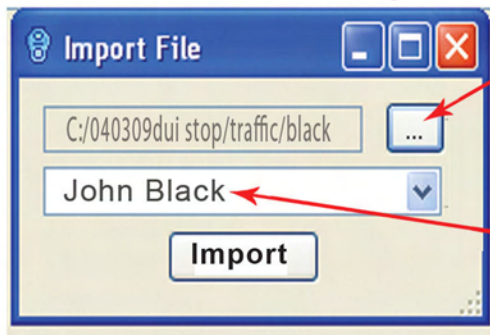 Import File
C:/040309dui stop/traffic/black
...
John Black
Import